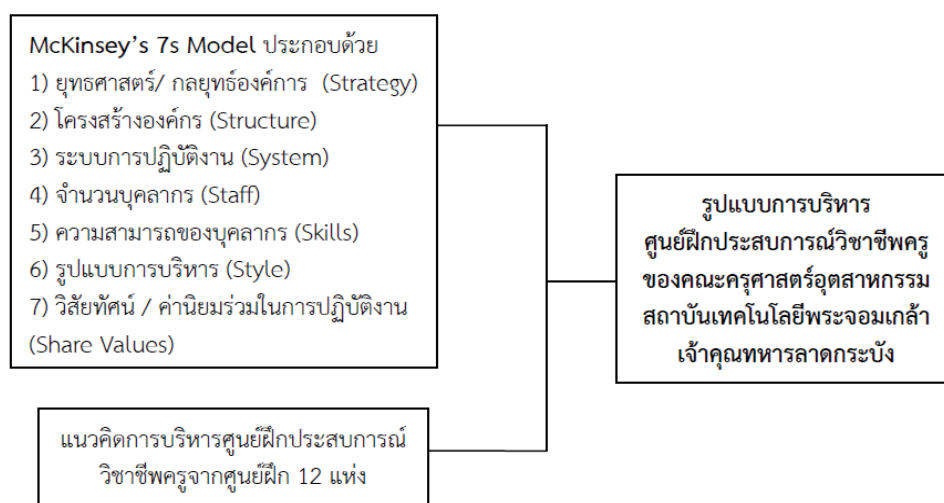 McKinsey's 7s Model ประกอบด้วย
1) ยุทธศาสตร์/ กลยุทธ์องค์การ (Strategy)
2) โครงสร้างองค์กร (Structure)
3) ระบบการปฏิบัติงาน (System)
4) จำนวนบุคลากร (Staff)
5) ความสามารถของบุคลากร (Skills)
6) รูปแบบการบริหาร (Style)
7) วิสัยทัศน์ / ค่านิยมร่วมในการปฏิบัติงาน
(Share Values)
แนวคิดการบริหารศูนย์ฝึกประสบการณ์
วิชาชีพครูจากศูนย์ฝึก 12 แห่ง
รูปแบบการบริหาร
ศูนย์ฝึกประสบการณ์วิชาชีพครู
ของคณะครุศาสตร์อุตสาหกรรม
สถาบันเทคโนโลยีพระจอมเกล้า
เจ้าคุณทหารลาดกระบัง